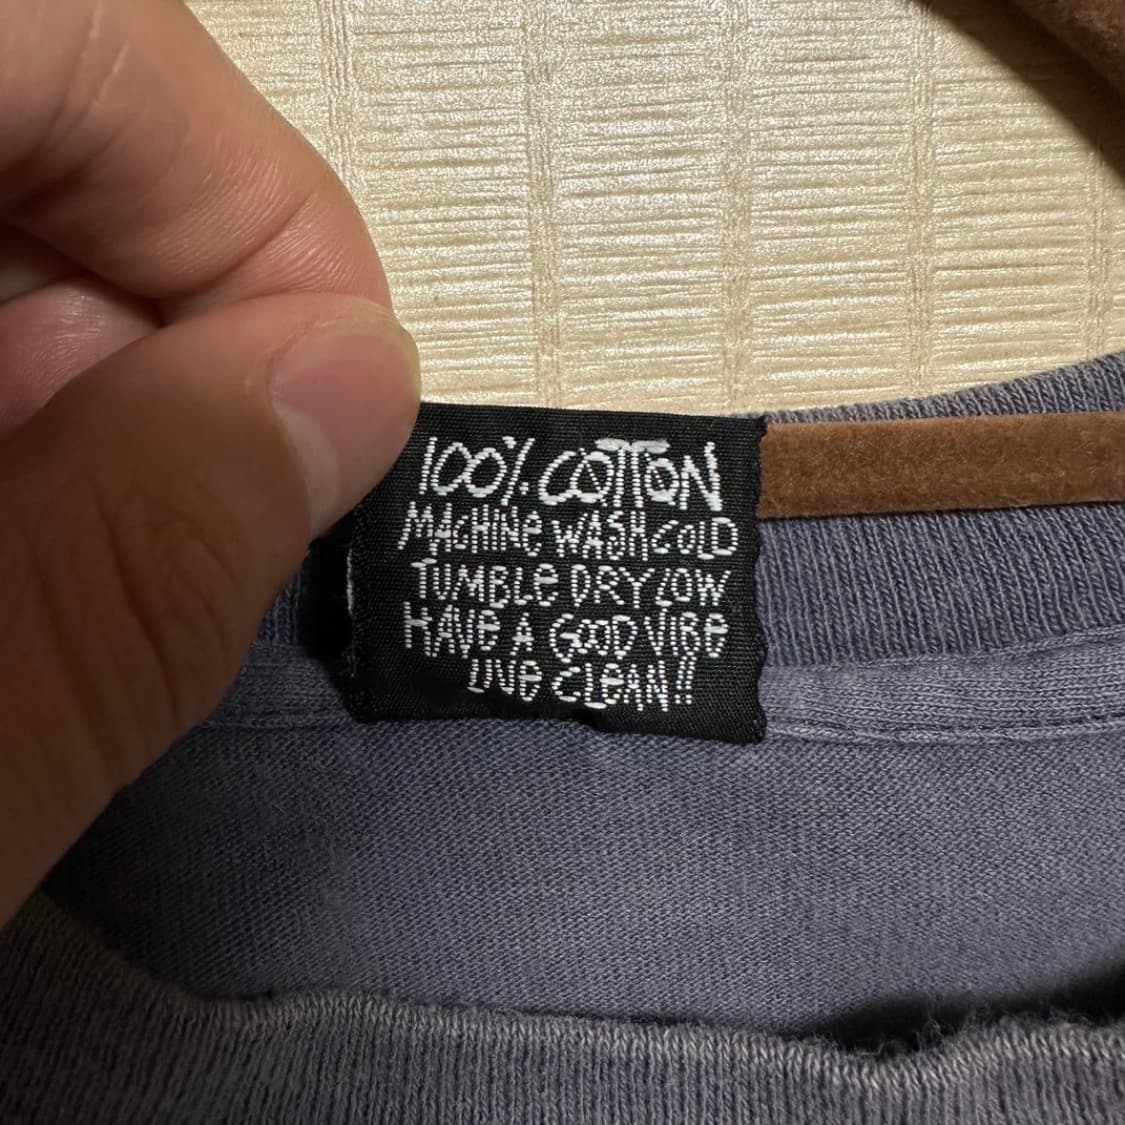 100% COTTON
MACHINE WASH COLD
TUMBLE DRY LOW
HAVE A GOOD VIBE
LIVE CLEAN!!